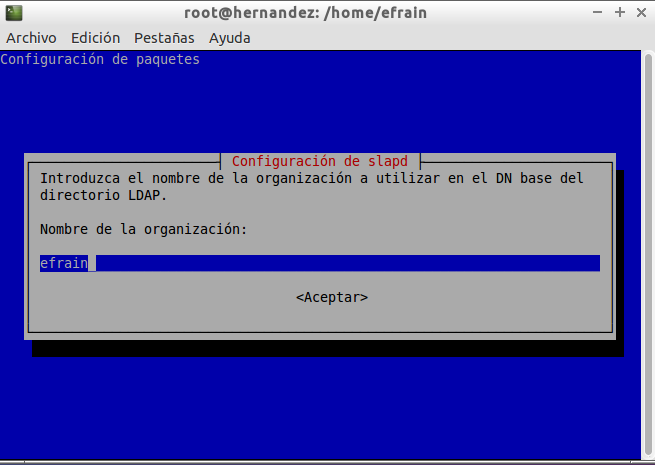 root@hernandez: /home/efrain
Archivo Edición Pestañas Ayuda
Configuración de paquetes
Configuración de slapd
Introduzca el nombre de la organización a utilizar en el DN base del
directorio LDAP.
Nombre de la organización:
efrain
<Aceptar>